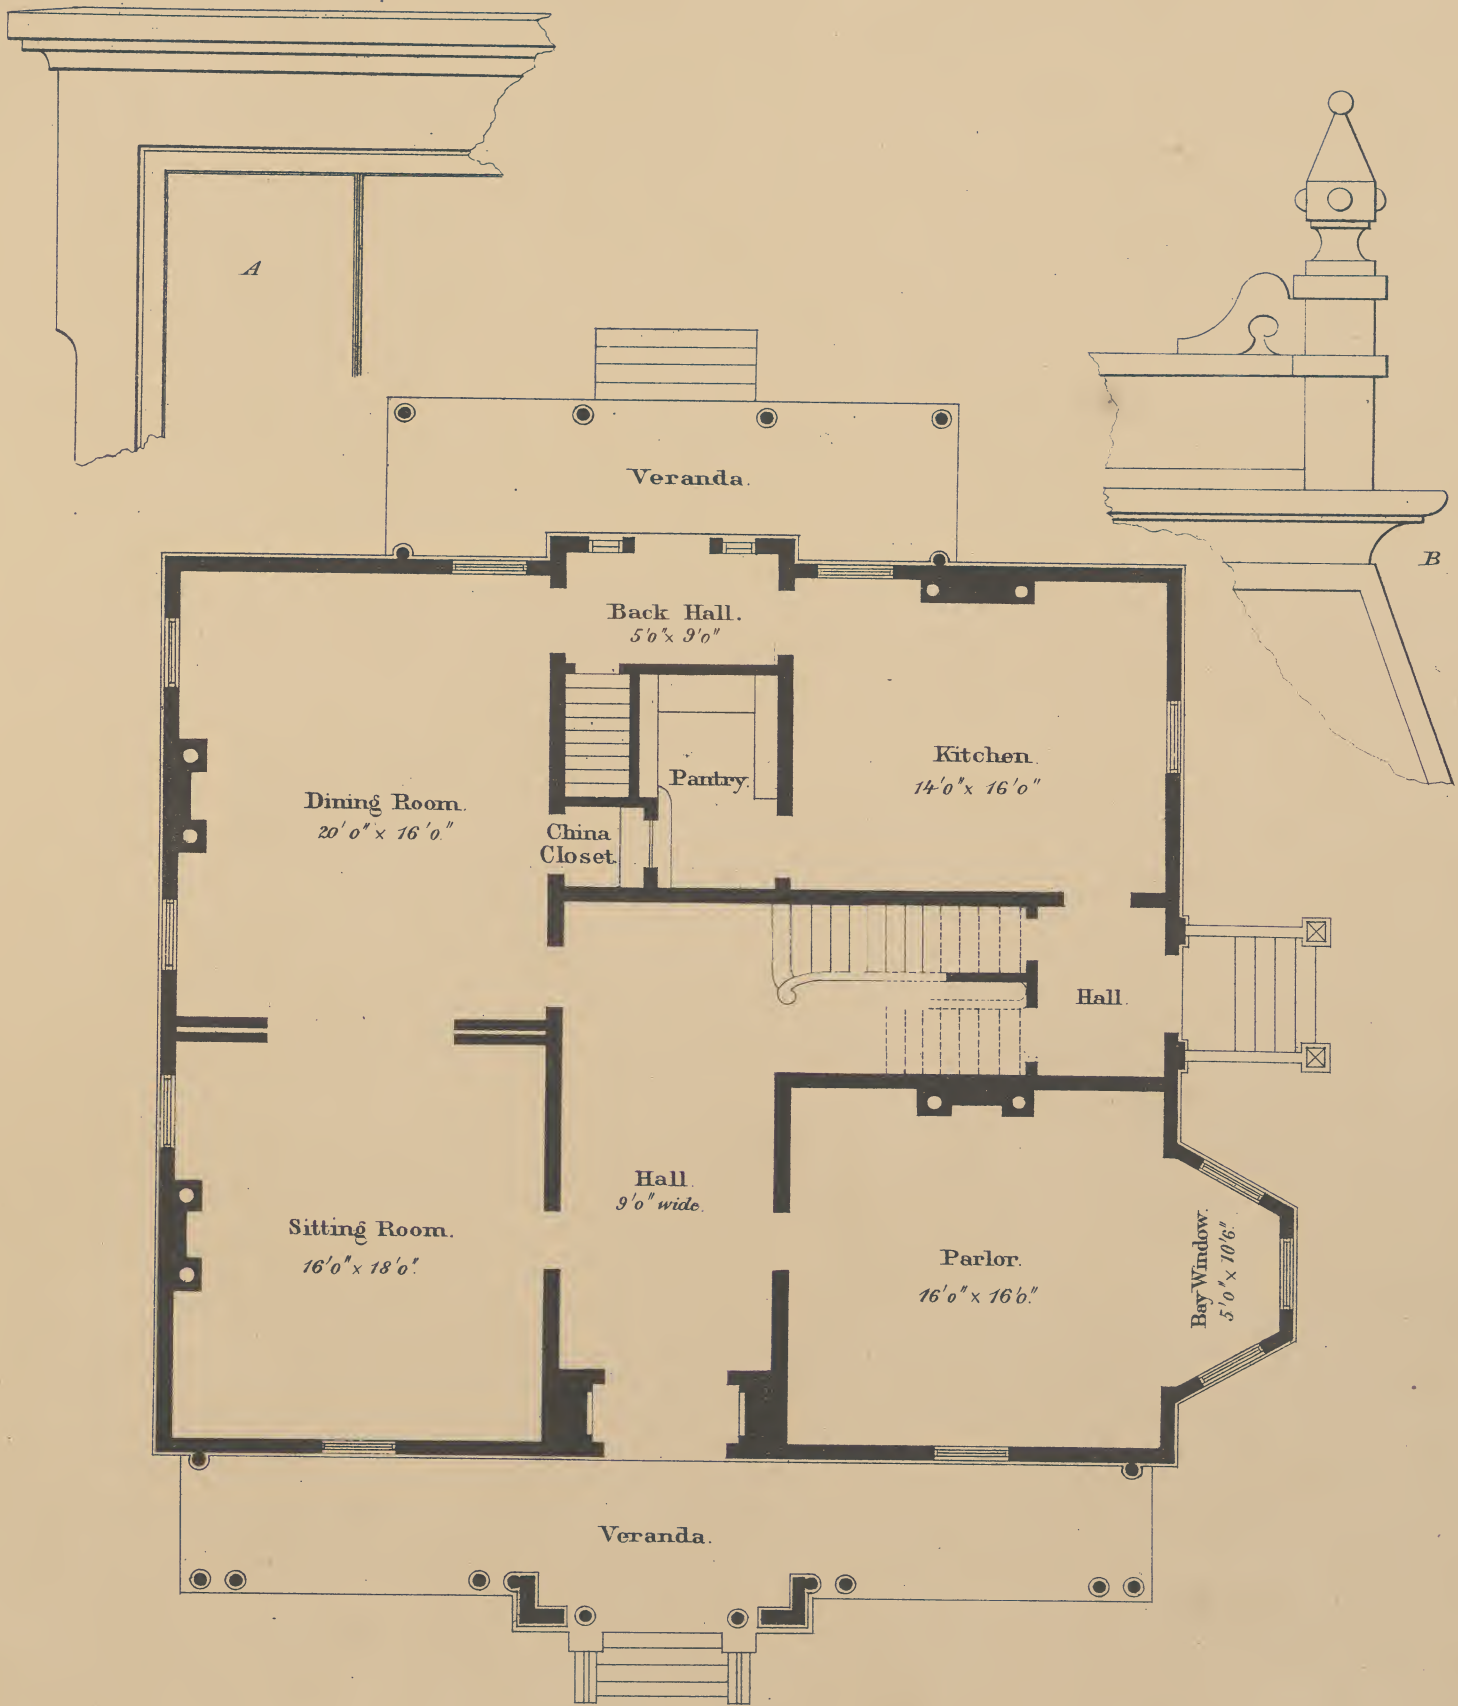 A
B
Veranda.
Back Hall.
5'0" x 9'0"
Dining Room.
20'0" x 16'0."
China
Closet.
Pantry.
Kitchen.
14'0" x 16'0"
Hall.
Hall.
9'0" wide.
Sitting Room.
16'0" x 18'0".
Parlor.
16'0" x 16'0."
Bay Window.
5'0" x 10'6".
Veranda.